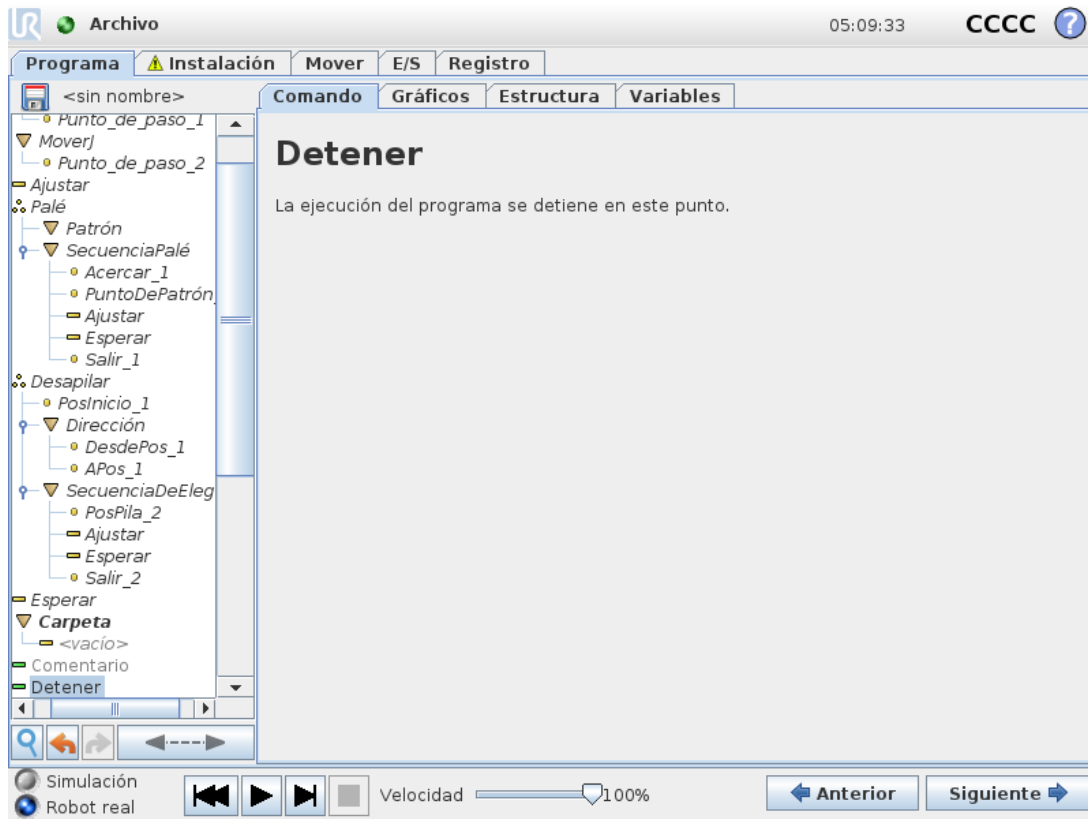 UR Archivo 05:09:33 CCCC ?
Programa Instalación Mover E/S Registro
<sin nombre> Comando Gráficos Estructura Variables
Punto_de_paso_1
MoverJ
Punto_de_paso_2
Ajustar
Palé
Patrón
SecuenciaPalé
Acercar_1
PuntoDePatrón_
Ajustar
Esperar
Salir_1
Desapilar
PosInicio_1
Dirección
DesdePos_1
APos_1
SecuenciaDeEleg
PosPila_2
Ajustar
Esperar
Salir_2
Esperar
Carpeta
<vacío>
Comentario
Detener
Detener
La ejecución del programa se detiene en este punto.
Simulación
Robot real
Velocidad 100%
Anterior Siguiente